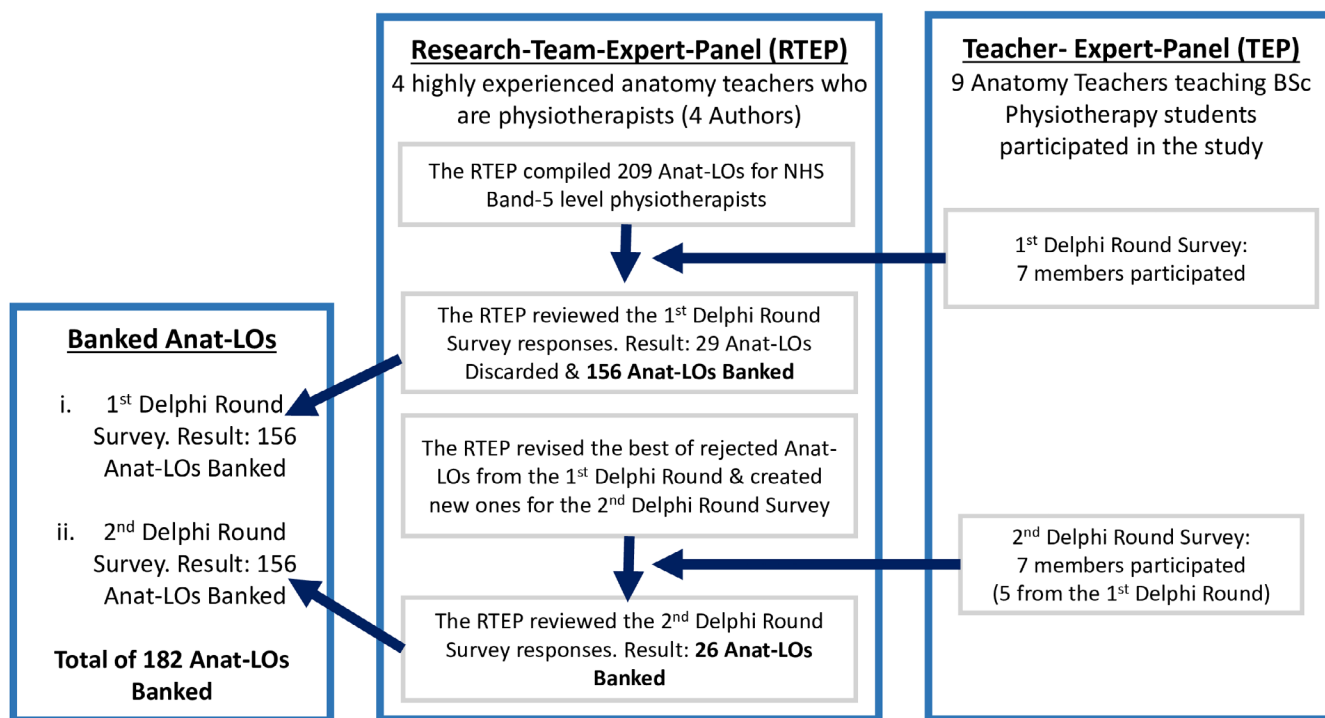 Research-Team-Expert-Panel (RTEP)
4 highly experienced anatomy teachers who
are physiotherapists (4 Authors)
The RTEP compiled 209 Anat-LOs for NHS
Band-5 level physiotherapists
The RTEP reviewed the 1st Delphi Round
Survey responses. Result: 29 Anat-LOs
Discarded & 156 Anat-LOs Banked
The RTEP revised the best of rejected Anat-
LOs from the 1st Delphi Round & created
new ones for the 2nd Delphi Round Survey
The RTEP reviewed the 2nd Delphi Round
Survey responses. Result: 26 Anat-LOs
Banked
Teacher- Expert-Panel (TEP)
9 Anatomy Teachers teaching BSc
Physiotherapy students
participated in the study
1st Delphi Round Survey:
7 members participated
2nd Delphi Round Survey:
7 members participated
(5 from the 1st Delphi Round)
Banked Anat-LOs
i. 1st Delphi Round
Survey. Result: 156
Anat-LOs Banked
ii. 2nd Delphi Round
Survey. Result: 156
Anat-LOs Banked
Total of 182 Anat-LOs
Banked